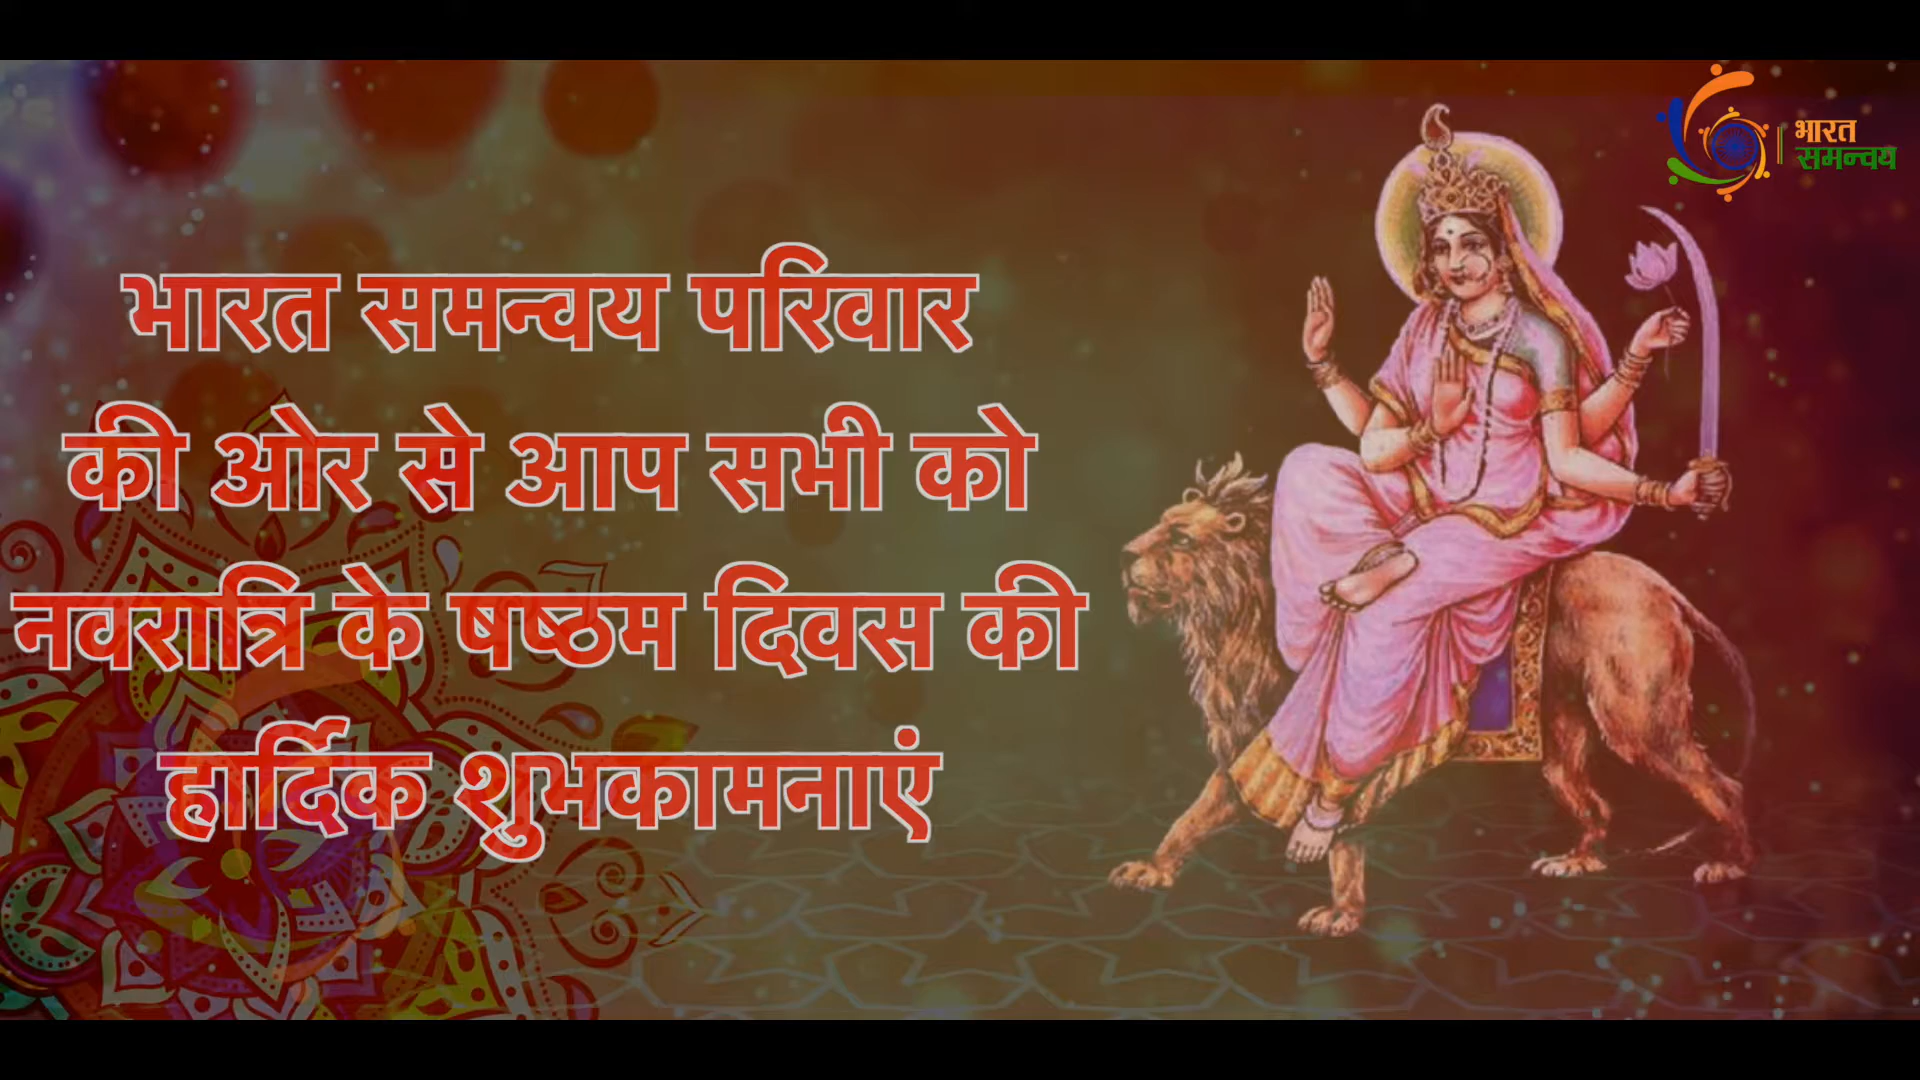 भारत
समन्वय
भारत समन्वय परिवार
की ओर से आप सभी को
नवरात्रि के षष्ठम दिवस की
हार्दिक शुभकामनाएं